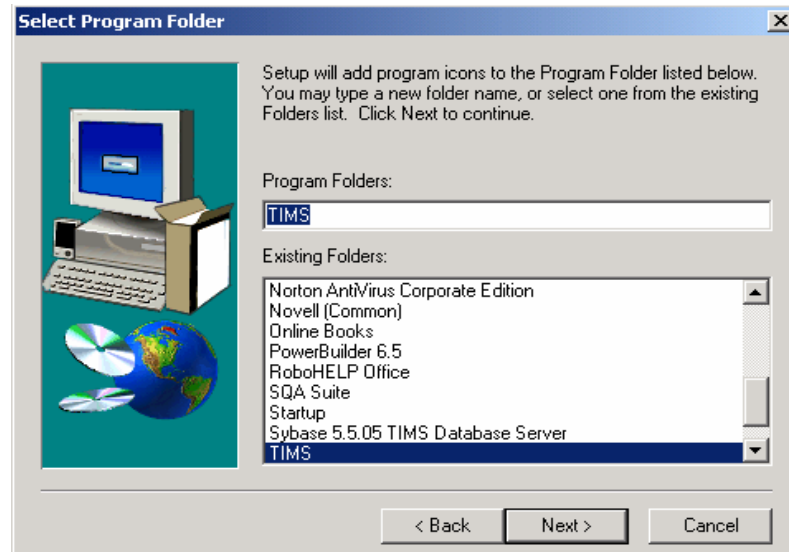 Select Program Folder
Setup will add program icons to the Program Folder listed below.
You may type a new folder name, or select one from the existing
Folders list. Click Next to continue.
Program Folders:
TIMS
Existing Folders:
Norton AntiVirus Corporate Edition
Novell (Common)
Online Books
PowerBuilder 6.5
RoboHELP Office
SQA Suite
Startup
Sybase 5.5.05 TIMS Database Server
TIMS
< Back
Next >
Cancel